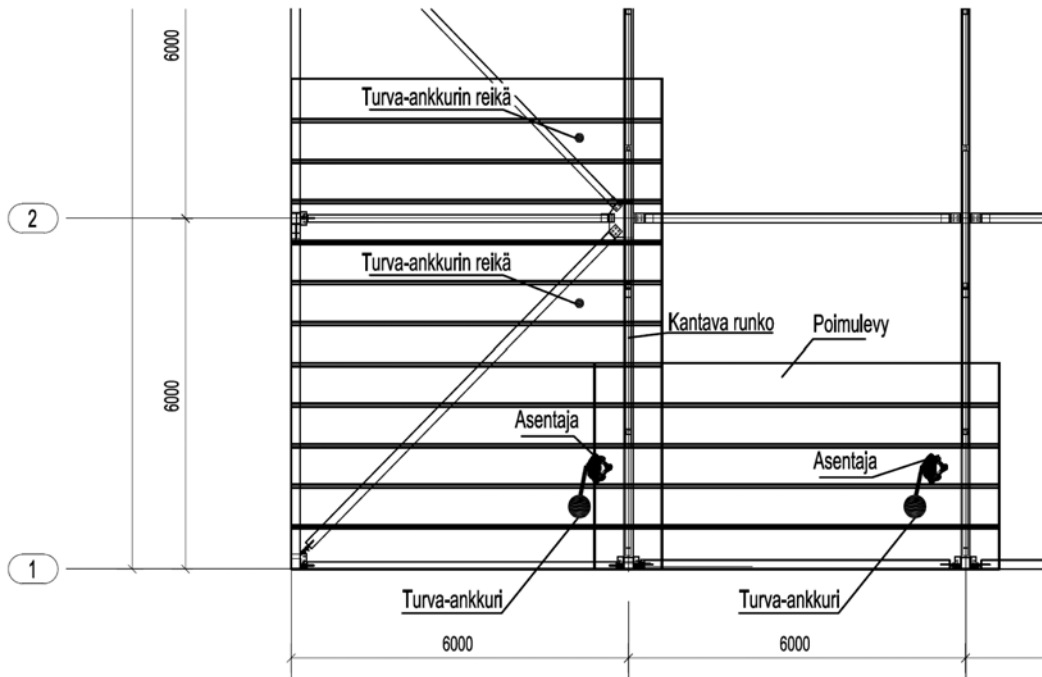 6000
Turva-ankkurin reikä
2
Turva-ankkurin reikä
Kantava runko
Poimulevy
6000
Asentaja
Asentaja
1
Turva-ankkuri
Turva-ankkuri
6000
6000